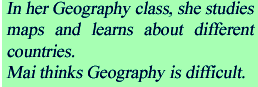 In her Geography class, she studies
maps and learns about different
countries.
Mai thinks Geography is difficult.